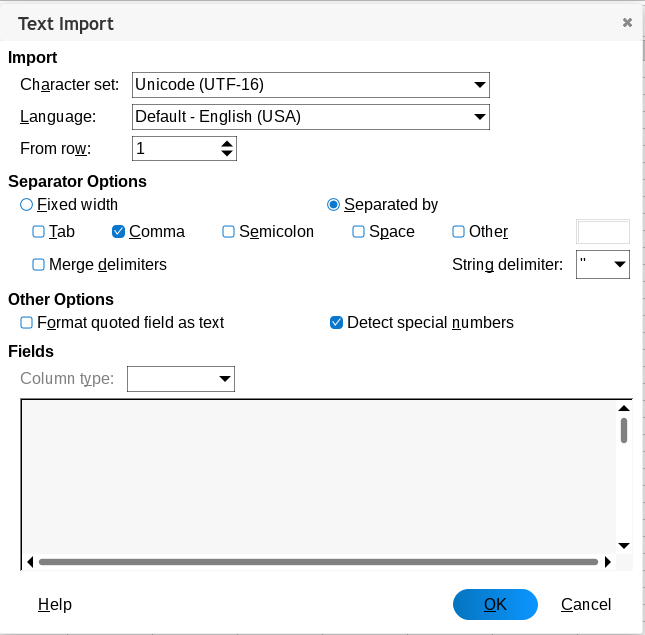 Text Import
Import
Character set: Unicode (UTF-16)
Language: Default - English (USA)
From row: 1
Separator Options
Fixed width Separated by
Tab Comma Semicolon Space Other
Merge delimiters String delimiter: "
Other Options
Format quoted field as text Detect special numbers
Fields
Column type:
Help OK Cancel